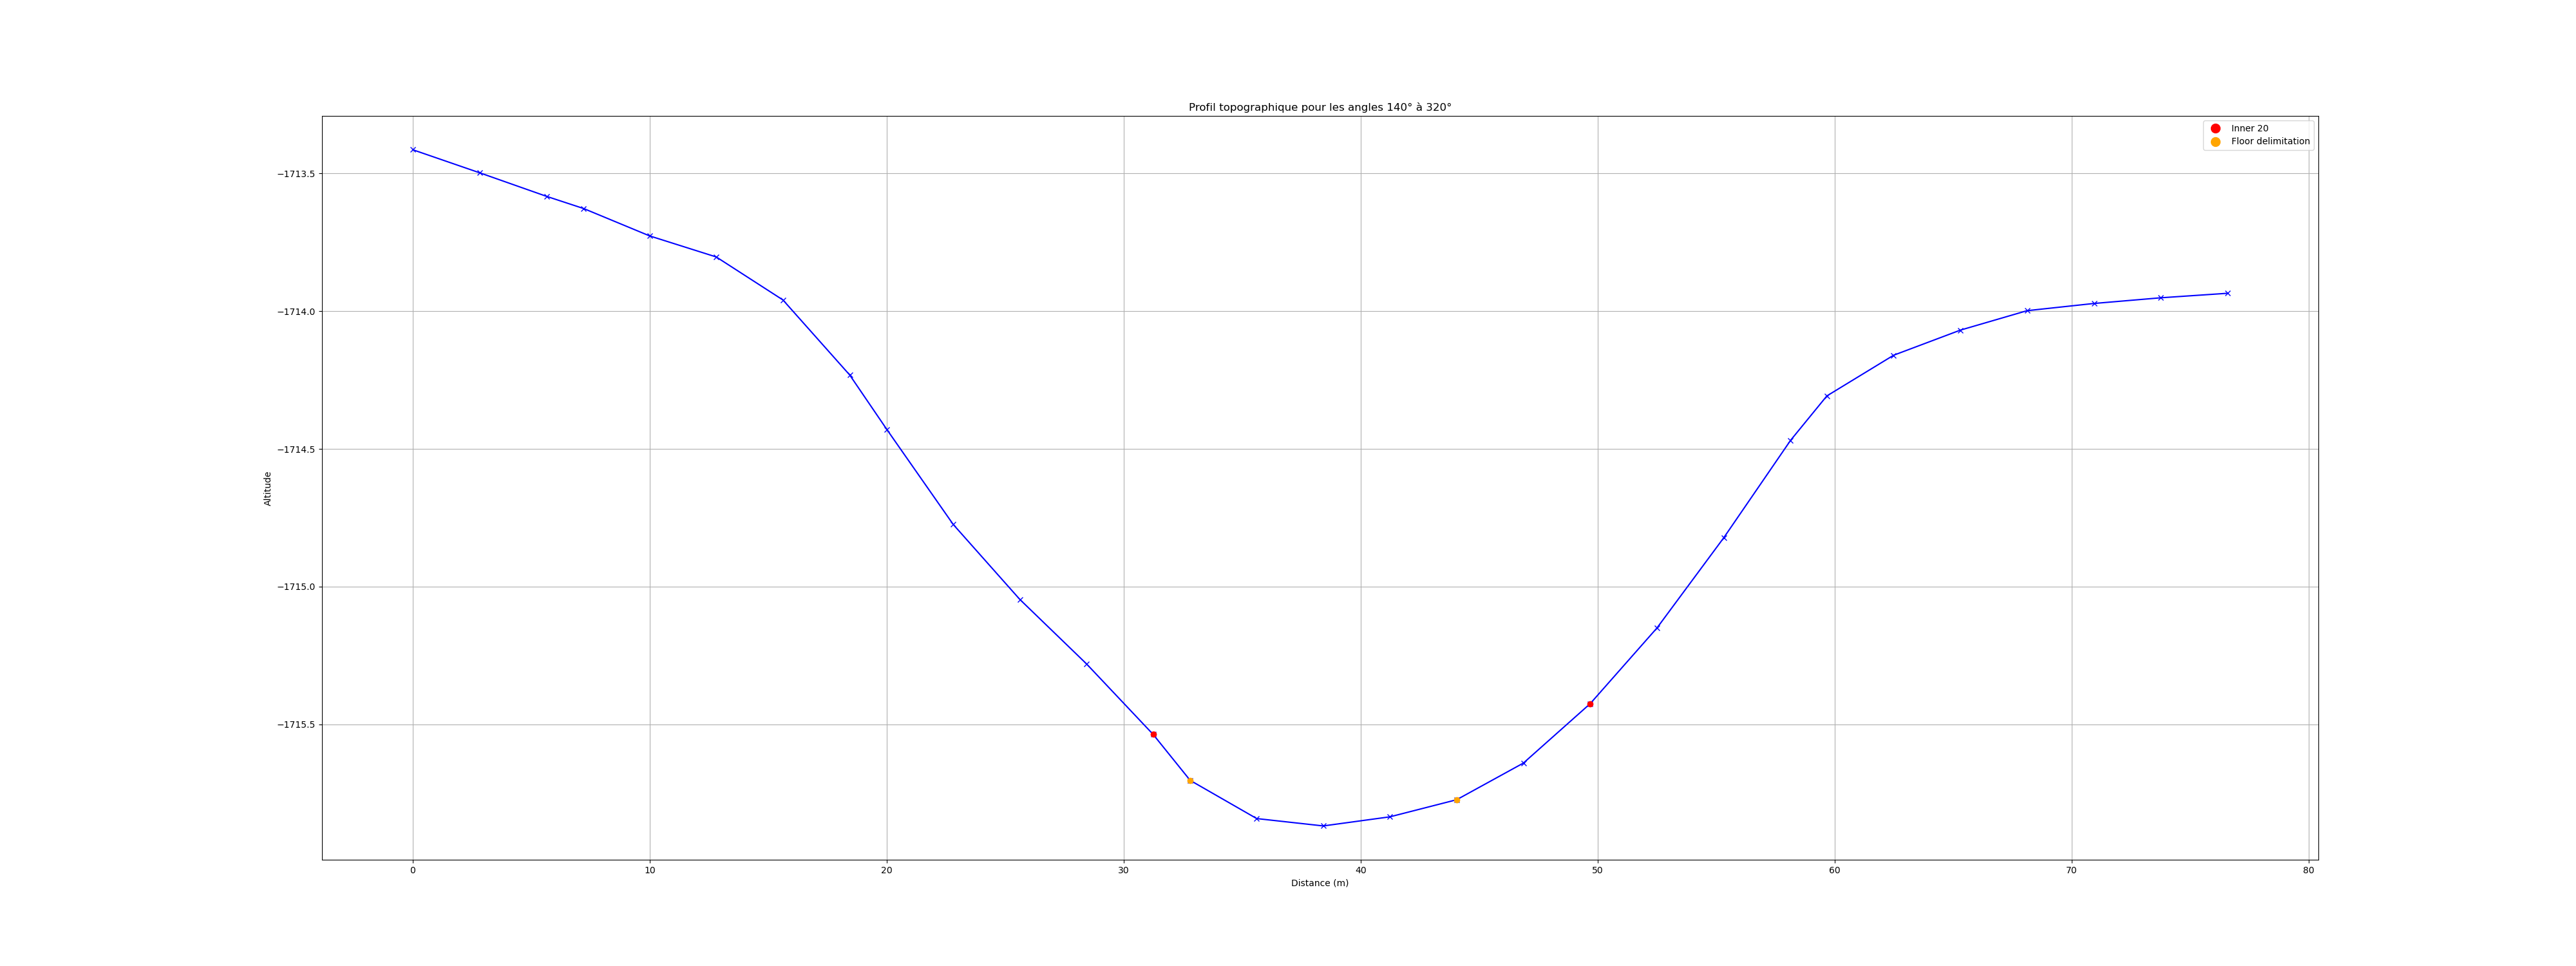 Profil topographique pour les angles 140° à 320°
Inner 20
Floor delimitation
−1713.5
−1714.0
−1714.5
−1715.0
−1715.5
Altitude
0 10 20 30 40 50 60 70 80
Distance (m)